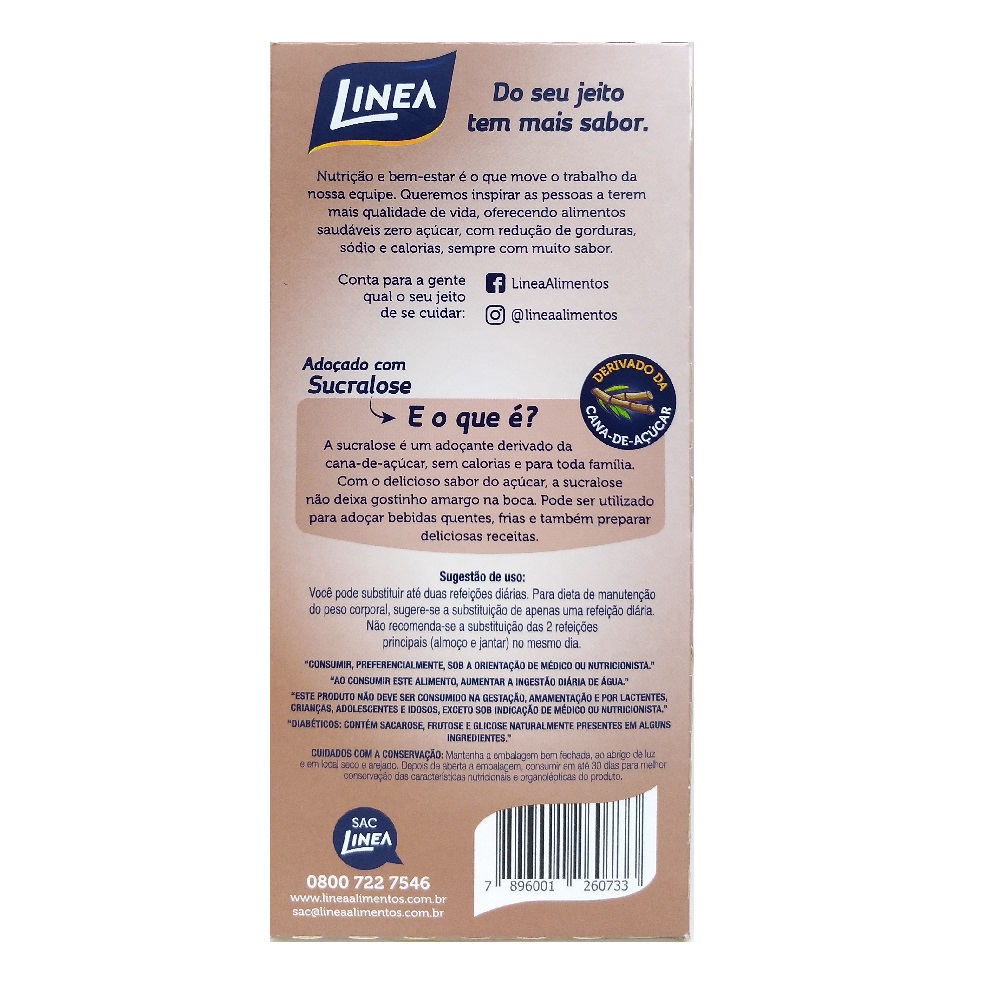 LINEA
Do seu jeito
tem mais sabor.
Nutrição e bem-estar é o que move o trabalho da
nossa equipe. Queremos inspirar as pessoas a terem
mais qualidade de vida, oferecendo alimentos
saudáveis zero açúcar, com redução de gorduras,
sódio e calorias, sempre com muito sabor.
Conta para a gente
qual o seu jeito
de se cuidar:
LineaAlimentos
@lineaalimentos
Adoçado com
Sucralose
DERIVADO DA
CANA-DE-AÇÚCAR
E o que é?
A sucralose é um adoçante derivado da
cana-de-açúcar, sem calorias e para toda família.
Com o delicioso sabor do açúcar, a sucralose
não deixa gostinho amargo na boca. Pode ser utilizado
para adoçar bebidas quentes, frias e também preparar
deliciosas receitas.
Sugestão de uso:
Você pode substituir até duas refeições diárias. Para dieta de manutenção
do peso corporal, sugere-se a substituição de apenas uma refeição diária.
Não recomenda-se a substituição das 2 refeições
principais (almoço e jantar) no mesmo dia.
"CONSUMIR, PREFERENCIALMENTE, SOB A ORIENTAÇÃO DE MÉDICO OU NUTRICIONISTA."
"AO CONSUMIR ESTE ALIMENTO, AUMENTAR A INGESTÃO DIÁRIA DE ÁGUA."
"ESTE PRODUTO NÃO DEVE SER CONSUMIDO NA GESTAÇÃO, AMAMENTAÇÃO E POR LACTENTES,
CRIANÇAS, ADOLESCENTES E IDOSOS, EXCETO SOB INDICAÇÃO DE MÉDICO OU NUTRICIONISTA."
"DIABÉTICOS: CONTÉM SACAROSE, FRUTOSE E GLICOSE NATURALMENTE PRESENTES EM ALGUNS
INGREDIENTES."
CUIDADOS COM A CONSERVAÇÃO: Mantenha a embalagem bem fechada, ao abrigo de luz
e em local seco e arejado. Depois de aberta a embalagem, consumir em até 30 dias para melhor
conservação das características nutricionais e organolépticas do produto.
SAC
LINEA
0800 722 7546
www.lineaalimentos.com.br
sac@lineaalimentos.com.br
7 896001 260733